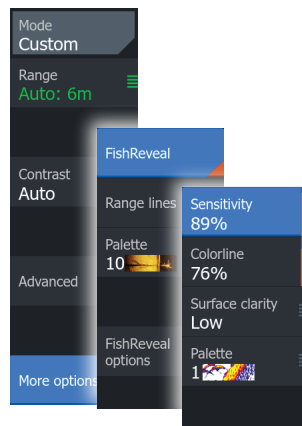 Mode
Custom
Range
Auto: 6m
Contrast
Auto
Advanced
More options
FishReveal
Range lines
Palette
10
FishReveal
options
Sensitivity
89%
Colorline
76%
Surface clarity
Low
Palette
1